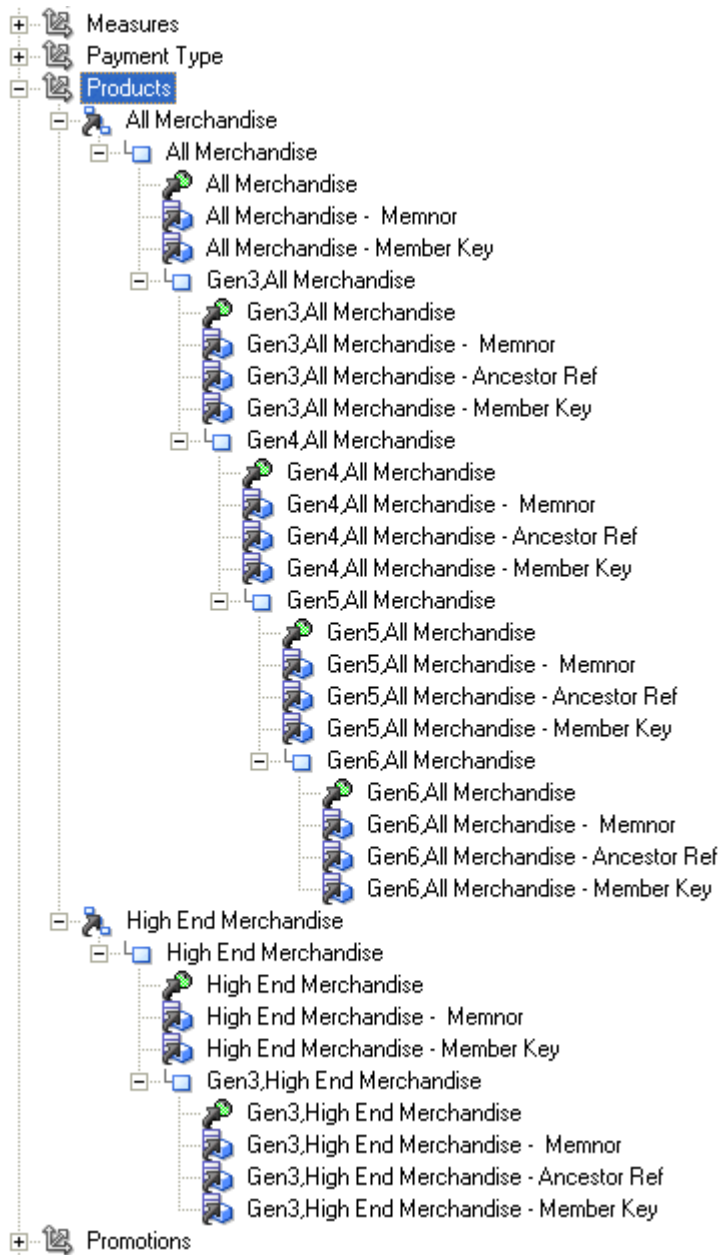 Measures
Payment Type
Products
All Merchandise
All Merchandise
All Merchandise
All Merchandise -  Memnor
All Merchandise - Member Key
Gen3,All Merchandise
Gen3,All Merchandise
Gen3,All Merchandise -  Memnor
Gen3,All Merchandise - Ancestor Ref
Gen3,All Merchandise - Member Key
Gen4,All Merchandise
Gen4,All Merchandise
Gen4,All Merchandise -  Memnor
Gen4,All Merchandise - Ancestor Ref
Gen4,All Merchandise - Member Key
Gen5,All Merchandise
Gen5,All Merchandise
Gen5,All Merchandise -  Memnor
Gen5,All Merchandise - Ancestor Ref
Gen5,All Merchandise - Member Key
Gen6,All Merchandise
Gen6,All Merchandise
Gen6,All Merchandise -  Memnor
Gen6,All Merchandise - Ancestor Ref
Gen6,All Merchandise - Member Key
High End Merchandise
High End Merchandise
High End Merchandise
High End Merchandise -  Memnor
High End Merchandise - Member Key
Gen3,High End Merchandise
Gen3,High End Merchandise
Gen3,High End Merchandise -  Memnor
Gen3,High End Merchandise - Ancestor Ref
Gen3,High End Merchandise - Member Key
Promotions